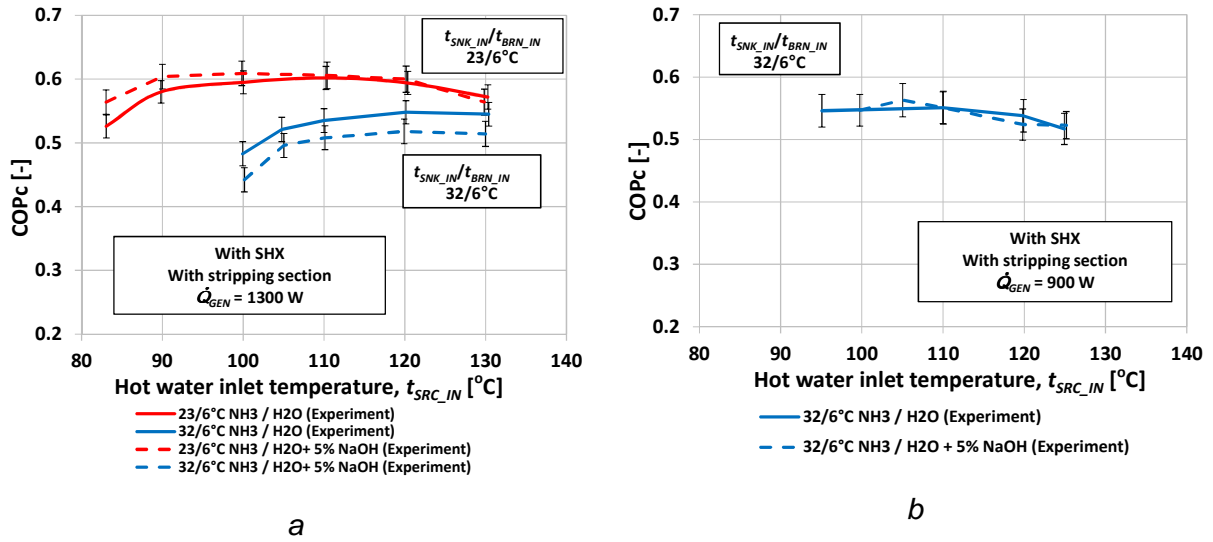 0.7
0.6
0.5
0.4
0.3
0.2
COPc [-]
80 90 100 110 120 130 140
Hot water inlet temperature, tSRC_IN [oC]
tSNK_IN/tBRN_IN
23/6°C
tSNK_IN/tBRN_IN
32/6°C
With SHX
With stripping section
Q̇GEN = 1300 W
23/6°C NH3 / H2O (Experiment)
32/6°C NH3 / H2O (Experiment)
23/6°C NH3 / H2O+ 5% NaOH (Experiment)
32/6°C NH3 / H2O+ 5% NaOH (Experiment)
a
0.7
0.6
0.5
0.4
0.3
0.2
COPc [-]
80 90 100 110 120 130 140
Hot water inlet temperature, tSRC_IN [oC]
tSNK_IN/tBRN_IN
32/6°C
With SHX
With stripping section
Q̇GEN = 900 W
32/6°C NH3 / H2O (Experiment)
32/6°C NH3 / H2O + 5% NaOH (Experiment)
b